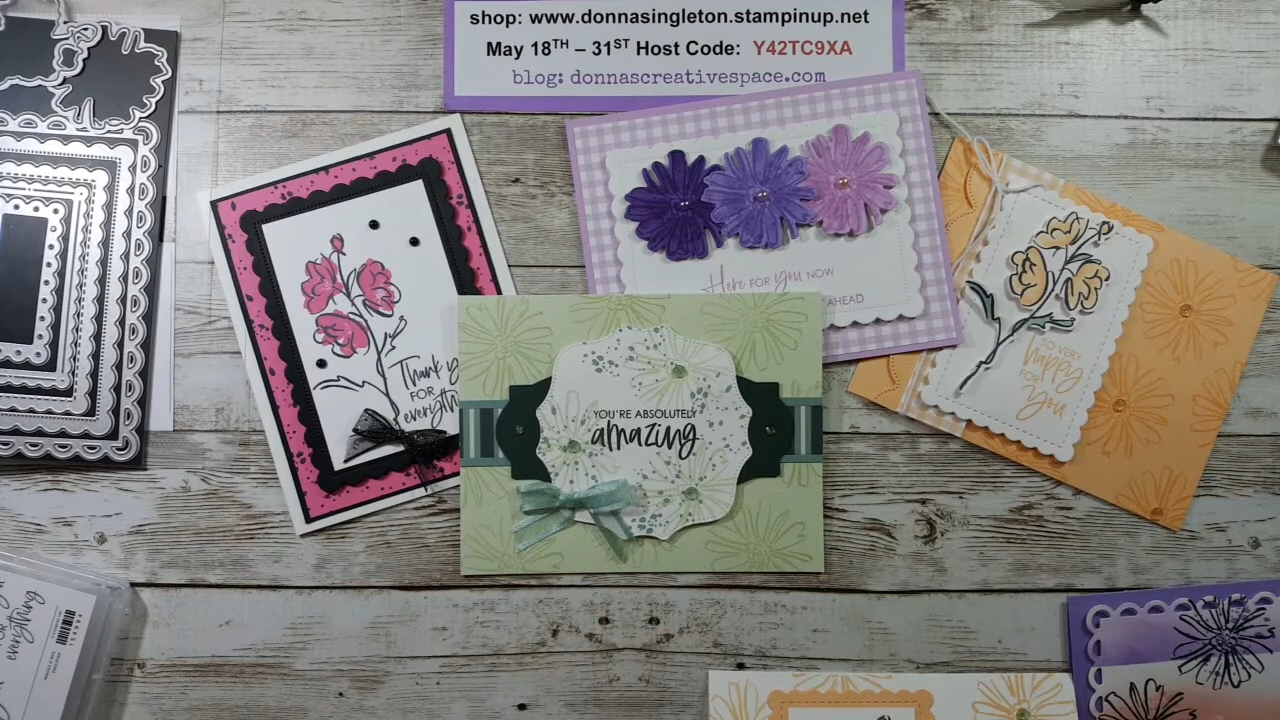 shop: www.donnasingleton.stampinup.net
May 18TH – 31ST Host Code: Y42TC9XA
blog: donnascreativespace.com
Here FOR You NOW
AHEAD
Thank
FOR
everythi
YOU'RE ABSOLUTELY
amazing
SO VERY
happy
FOR
You
everything